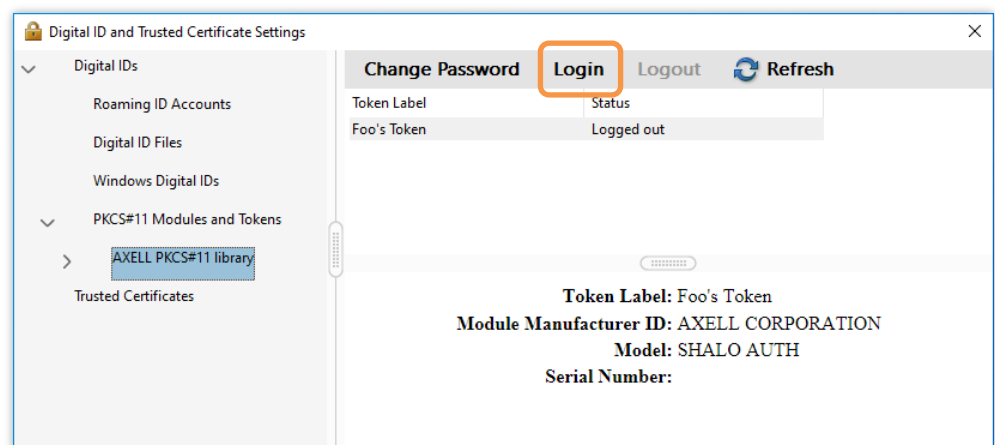 Digital ID and Trusted Certificate Settings
Digital IDs
Roaming ID Accounts
Digital ID Files
Windows Digital IDs
PKCS#11 Modules and Tokens
AXELL PKCS#11 library
Trusted Certificates
Change Password Login Logout Refresh
Token Label Status
Foo's Token Logged out
Token Label: Foo's Token
Module Manufacturer ID: AXELL CORPORATION
Model: SHALO AUTH
Serial Number: